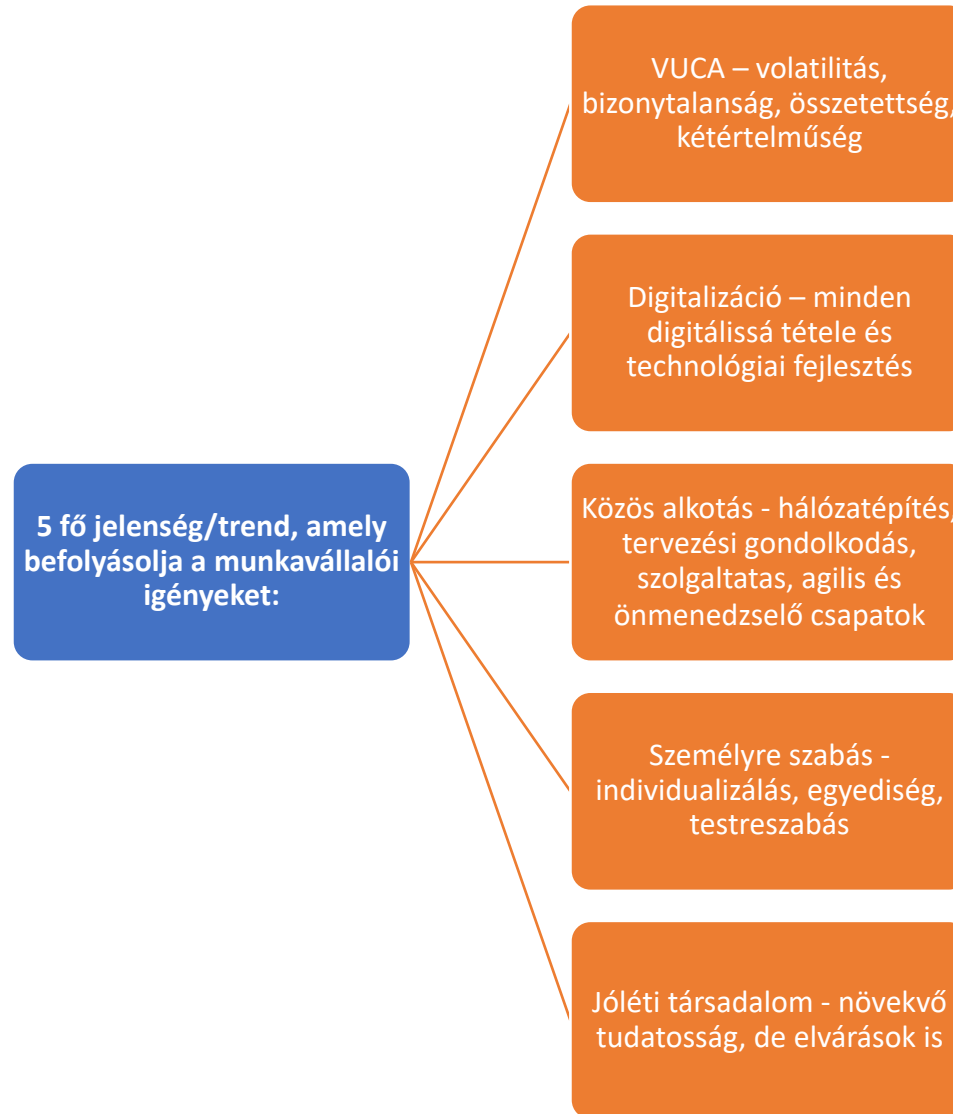 5 fő jelenség/trend, amely
befolyásolja a munkavállalói
igényeket:
VUCA – volatilitás,
bizonytalanság, összetettség,
kétértelműség
Digitalizáció – minden
digitálissá tétele és
technológiai fejlesztés
Közös alkotás - hálózatépítés,
tervezési gondolkodás,
szolgaltatas, agilis és
önmenedzselő csapatok
Személyre szabás -
individualizálás, egyediség,
testreszabás
Jóléti társadalom - növekvő
tudatosság, de elvárások is